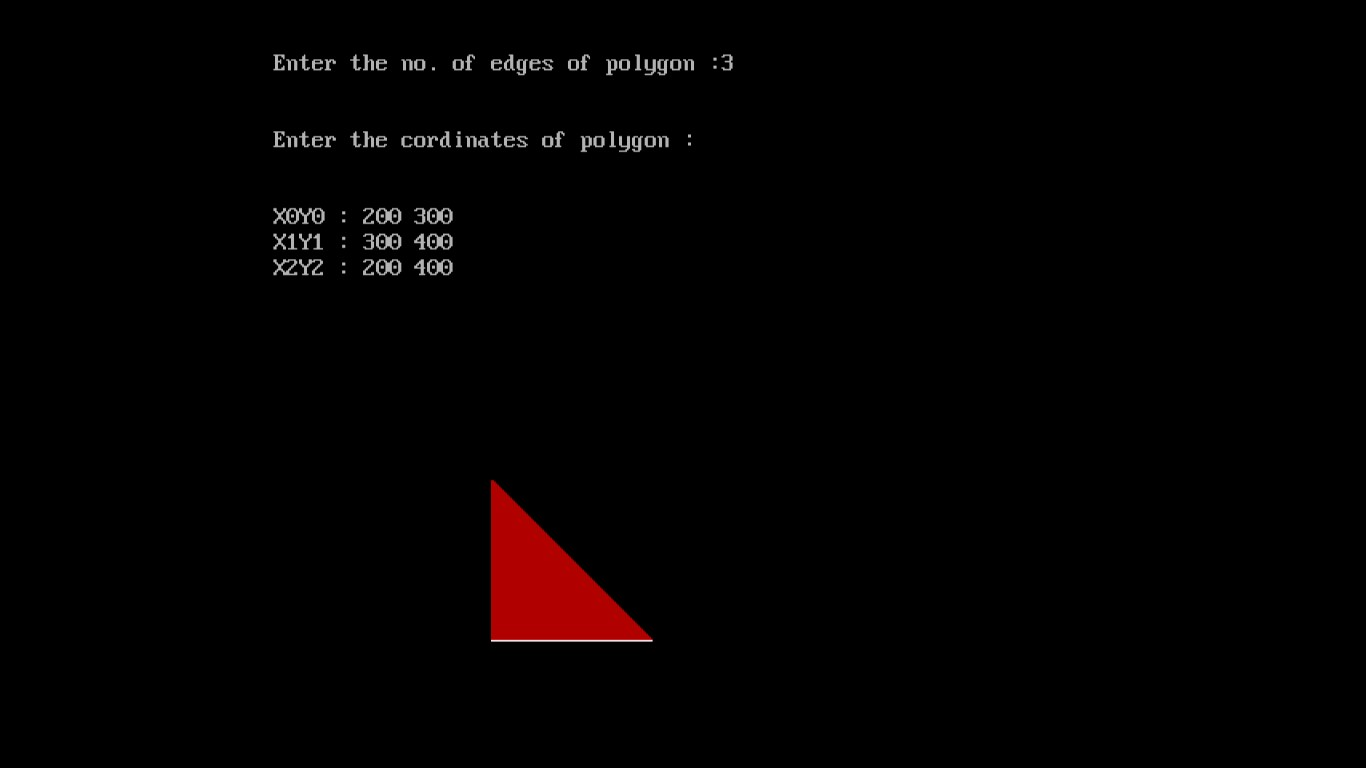 Enter the no. of edges of polygon :3
Enter the cordinates of polygon :
X0Y0 : 200 300
X1Y1 : 300 400
X2Y2 : 200 400